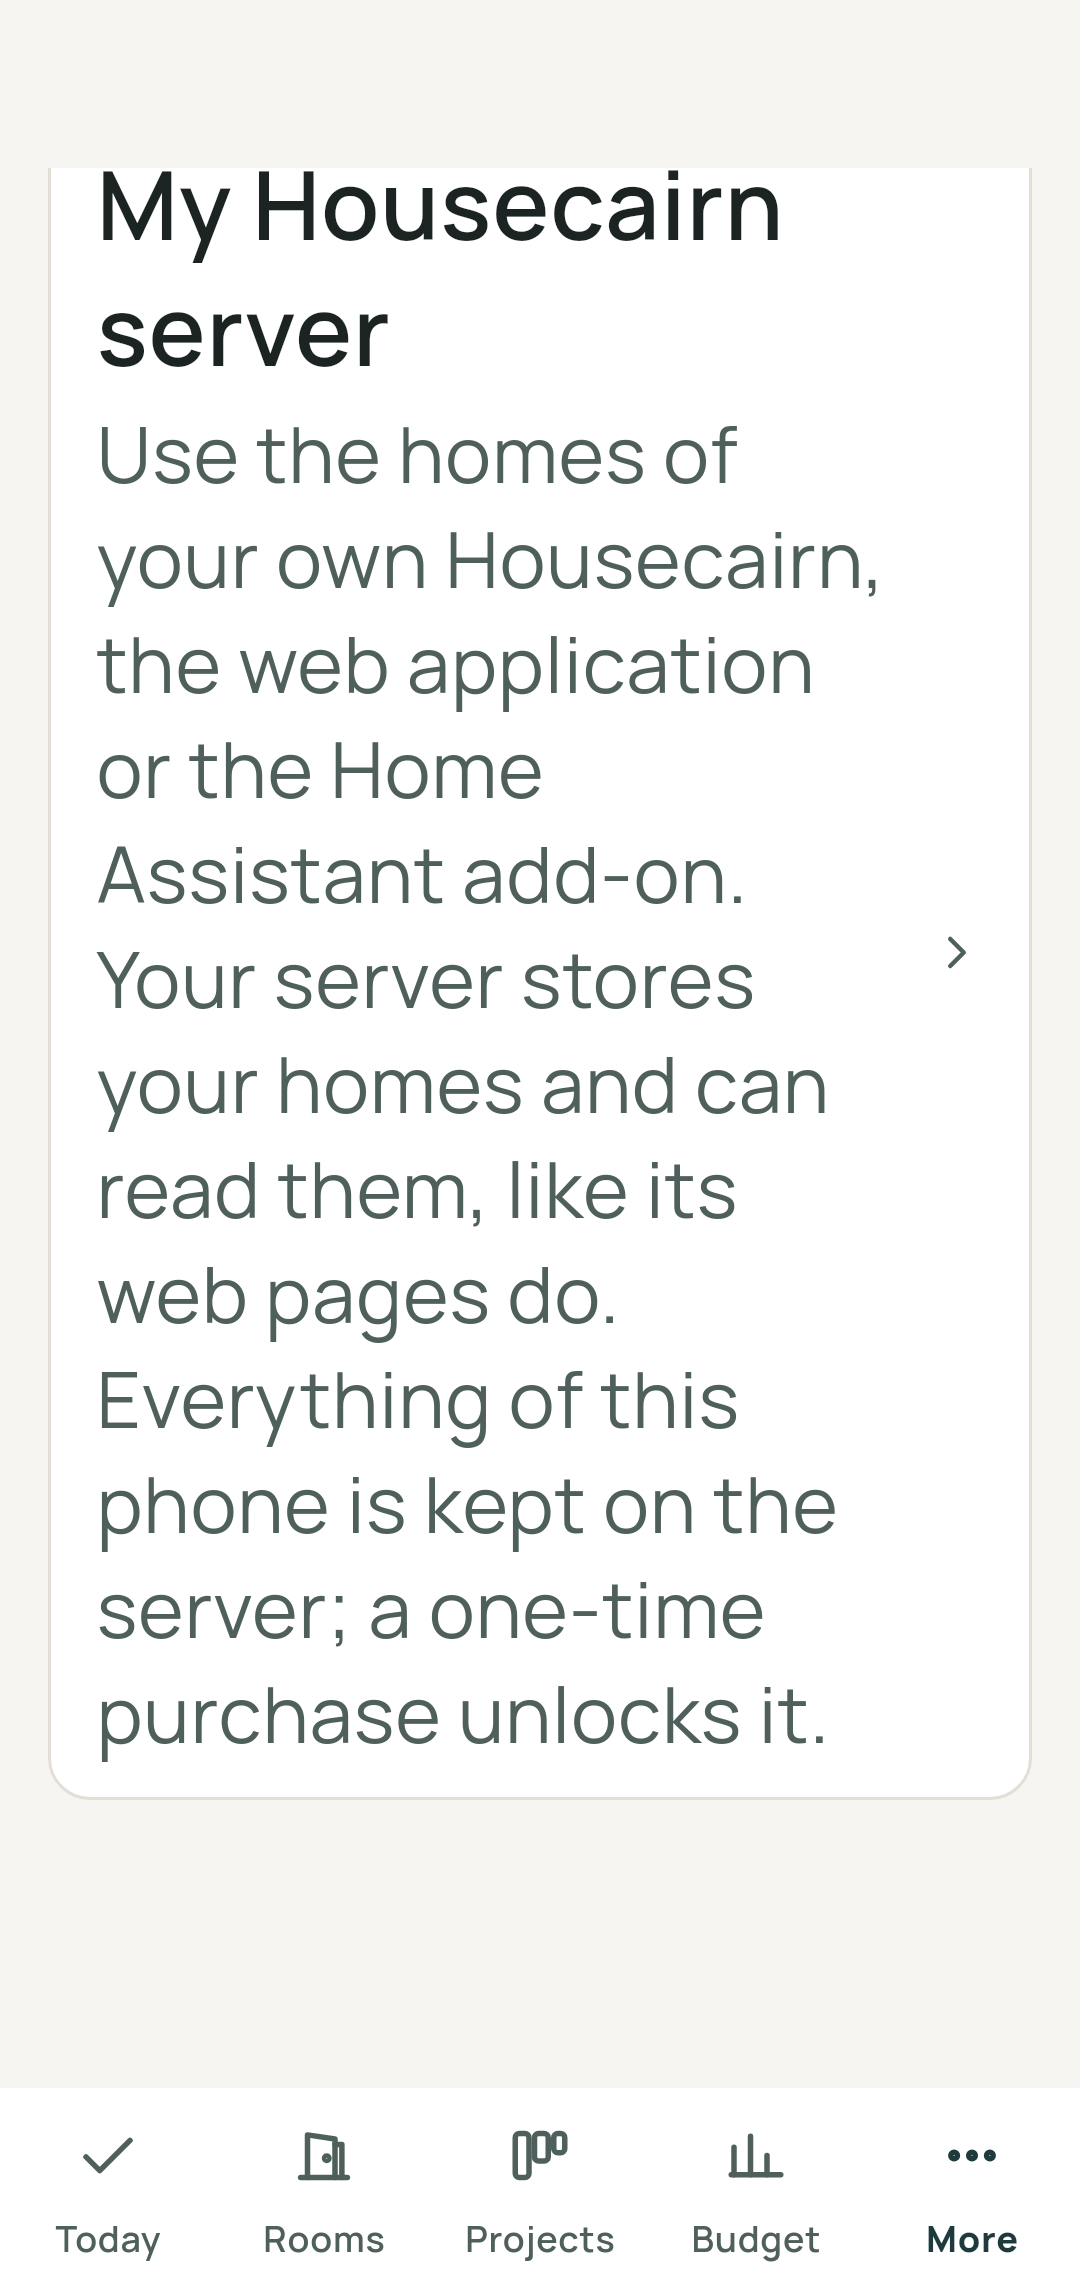 My Housecairn
server
Use the homes of
your own Housecairn,
the web application
or the Home
Assistant add-on.
Your server stores
your homes and can
read them, like its
web pages do.
Everything of this
phone is kept on the
server; a one-time
purchase unlocks it.
Today
Rooms
Projects
Budget
More